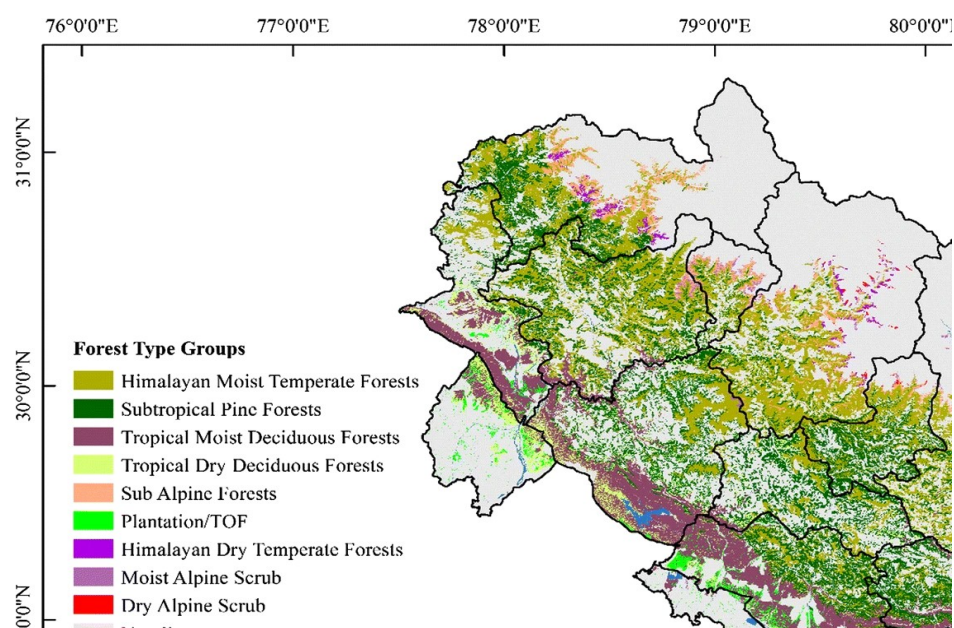 76°0'0"E 77°0'0"E 78°0'0"E 79°0'0"E 80°0'0"
31°0'0"N
30°0'0"N
0'0"N
Forest Type Groups
Himalayan Moist Temperate Forests
Subtropical Pine Forests
Tropical Moist Deciduous Forests
Tropical Dry Deciduous Forests
Sub Alpine Forests
Plantation/TOF
Himalayan Dry Temperate Forests
Moist Alpine Scrub
Dry Alpine Scrub